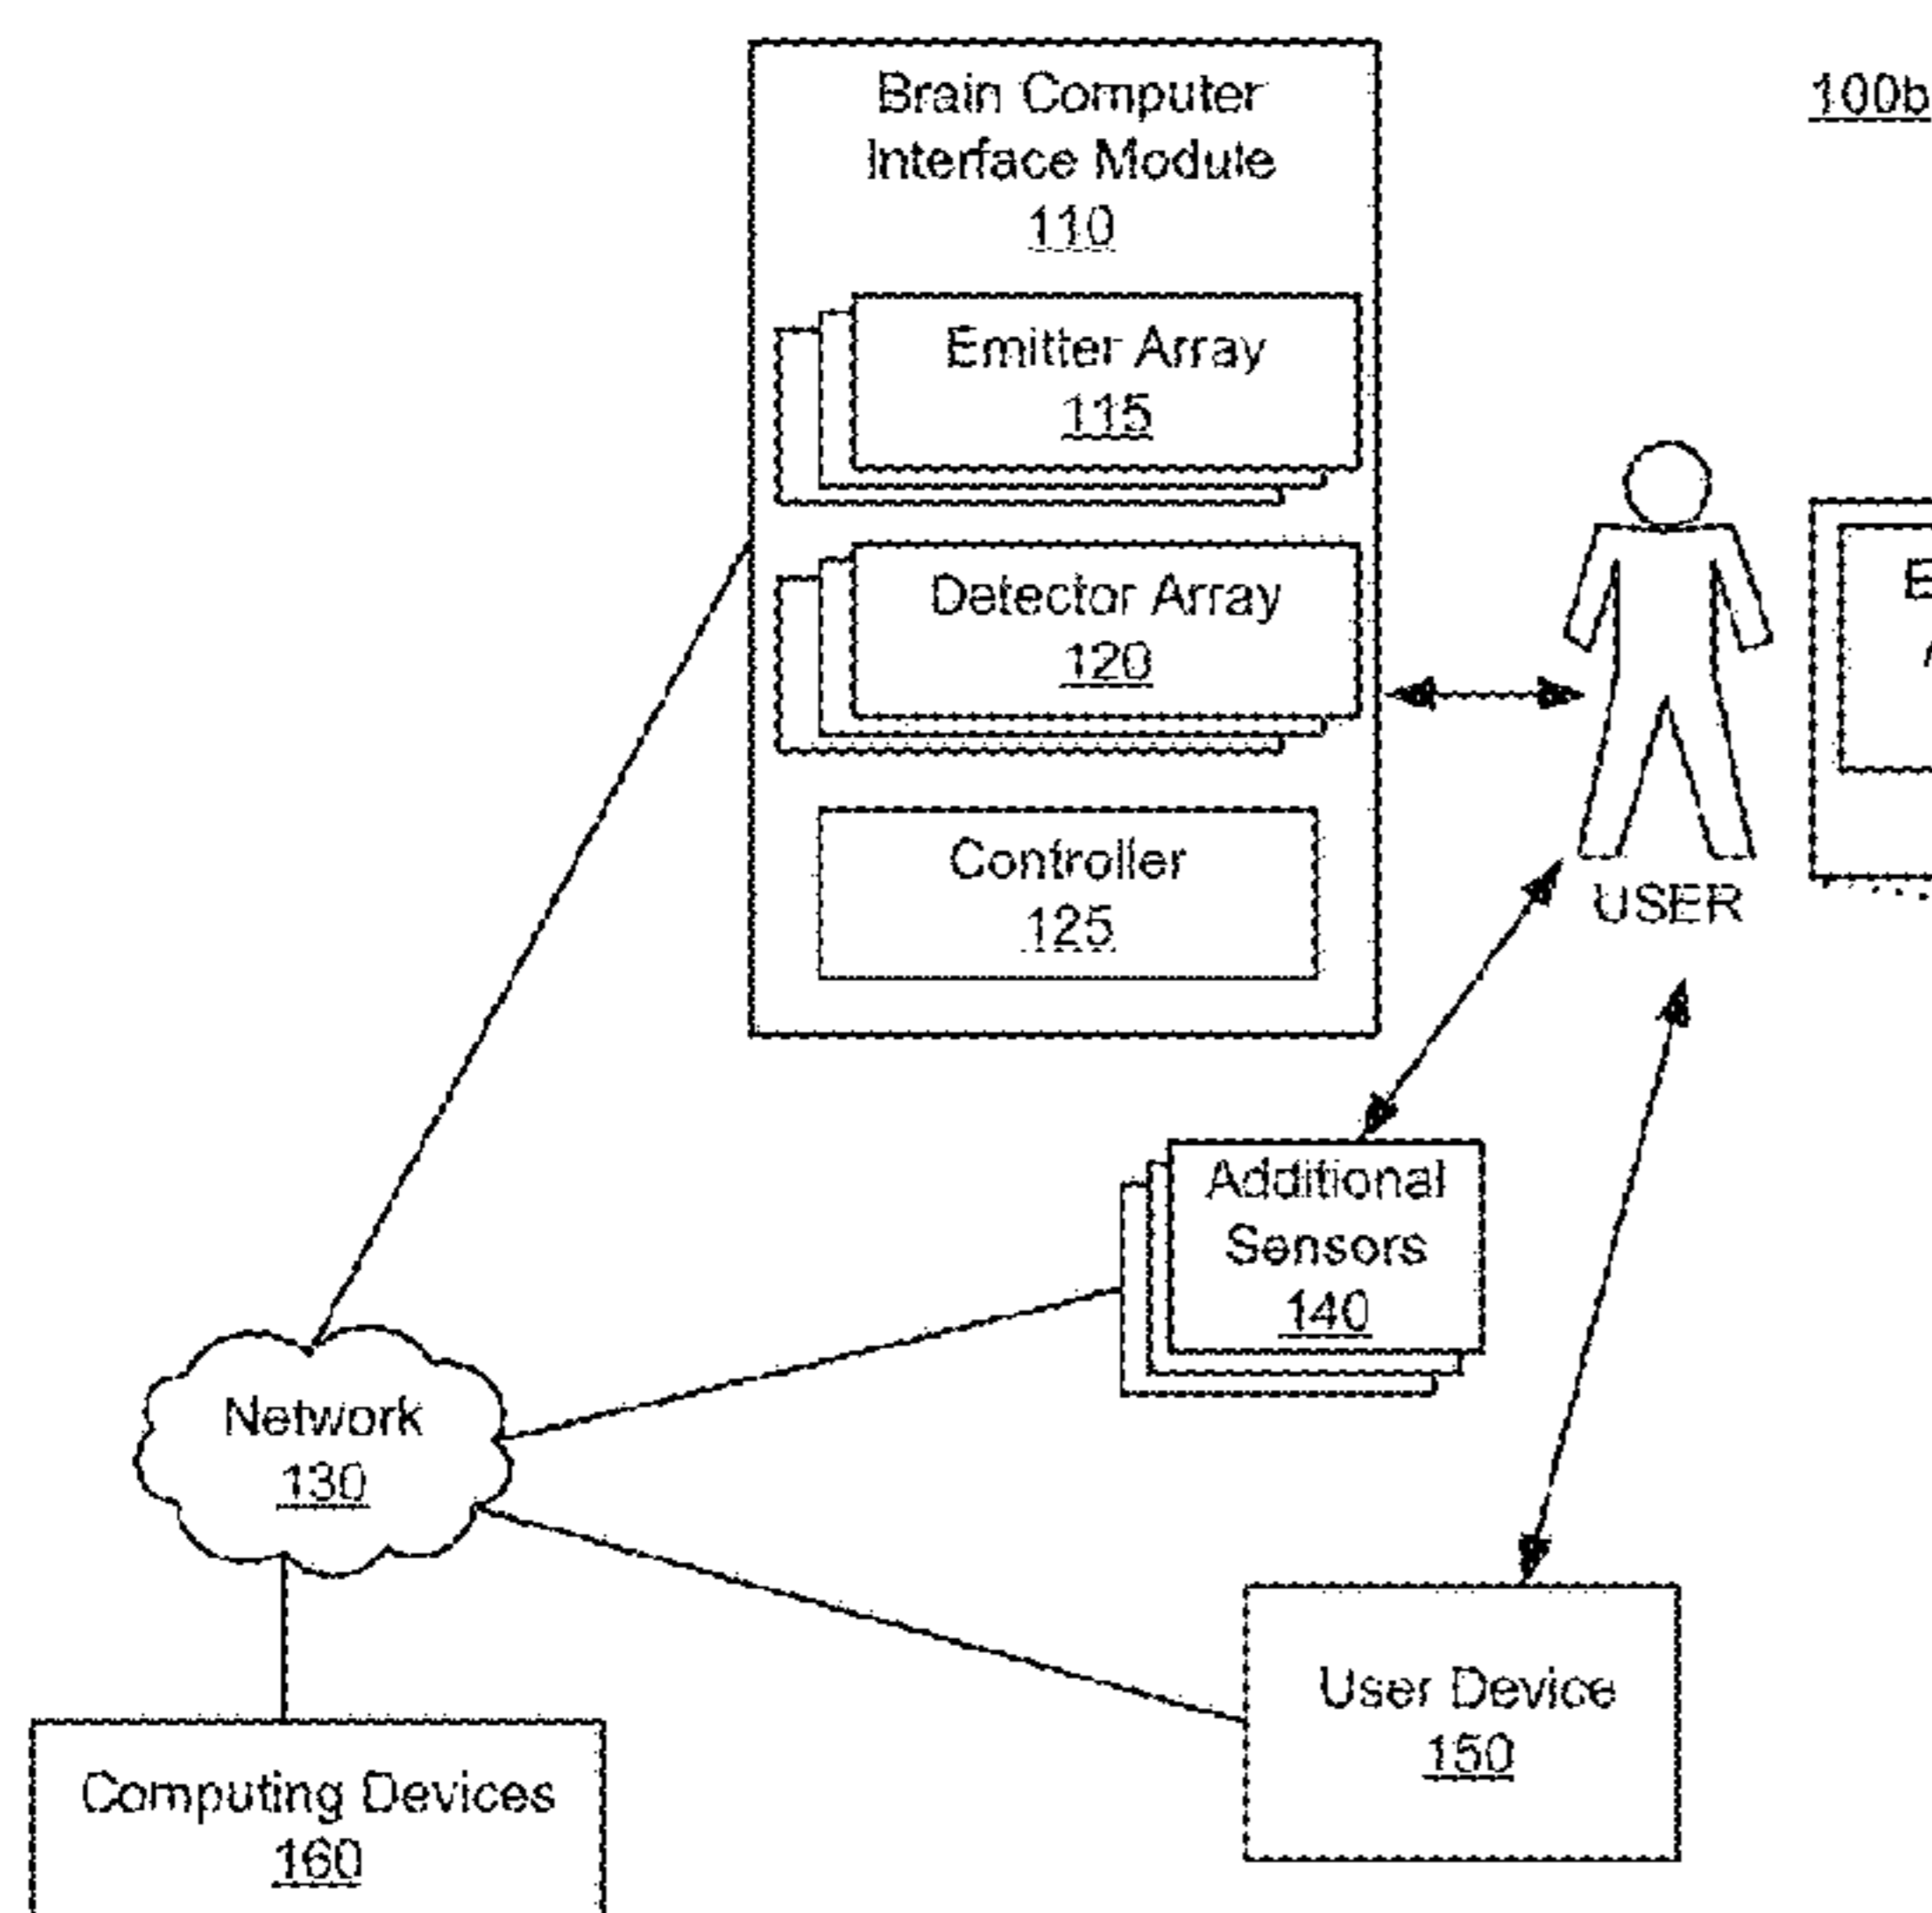 Brain Computer
Interface Module
110
100b
Emitter Array
115
Detector Array
120
Controller
125
USER
Additional
Sensors
140
Network
130
User Device
150
Computing Devices
160